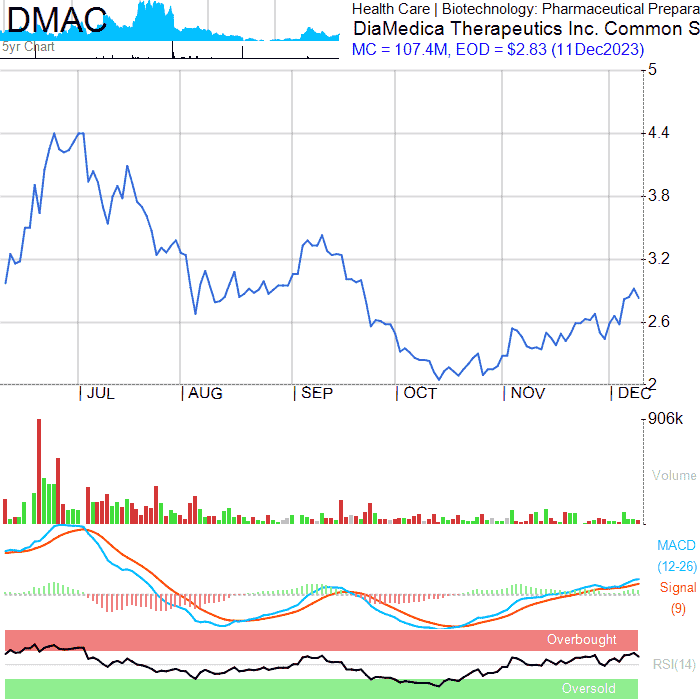 DMAC
5yr Chart
Health Care | Biotechnology: Pharmaceutical Prepara
DiaMedica Therapeutics Inc. Common S
MC = 107.4M, EOD = $2.83 (11Dec2023)
5
4.4
3.8
3.2
2.6
2
| JUL | AUG | SEP | OCT | NOV | DEC
906k
Volume
MACD
(12-26)
Signal
(9)
Overbought
RSI(14)
Oversold